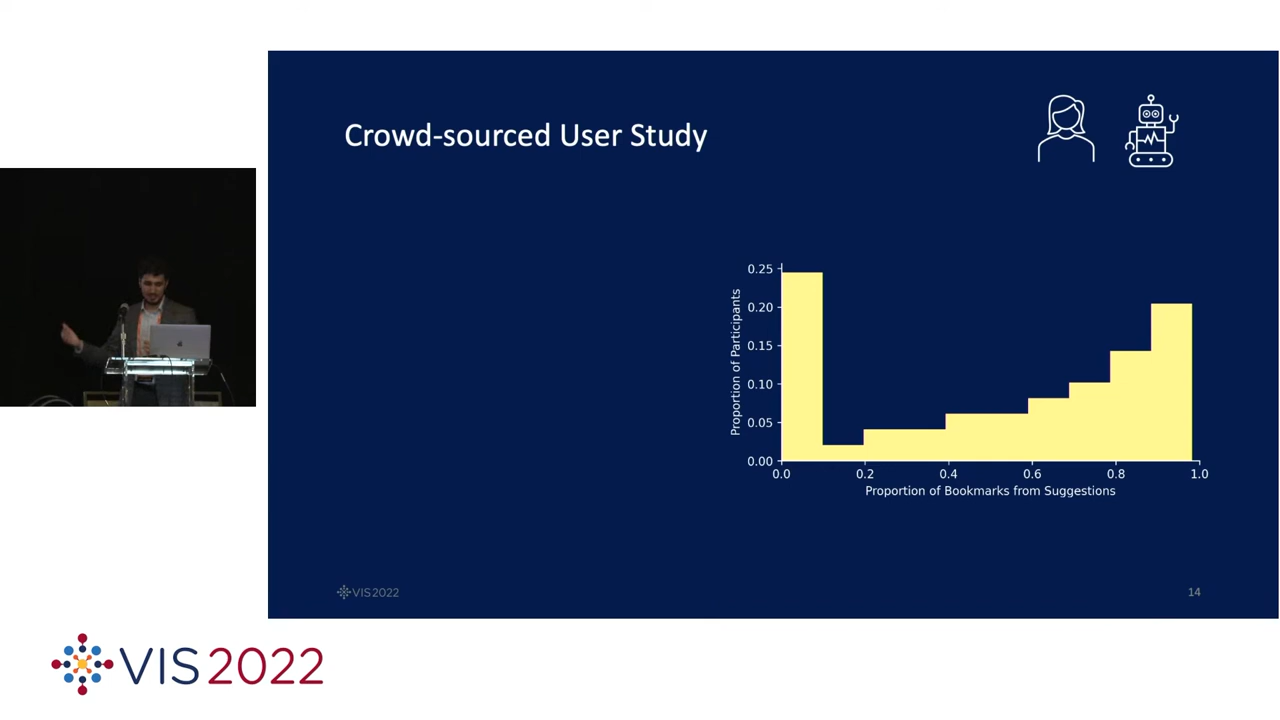 Crowd-sourced User Study
0.25
0.20
0.15
0.10
0.05
0.00
Proportion of Participants
0.0 0.2 0.4 0.6 0.8 1.0
Proportion of Bookmarks from Suggestions
VIS2022
14
VIS2022